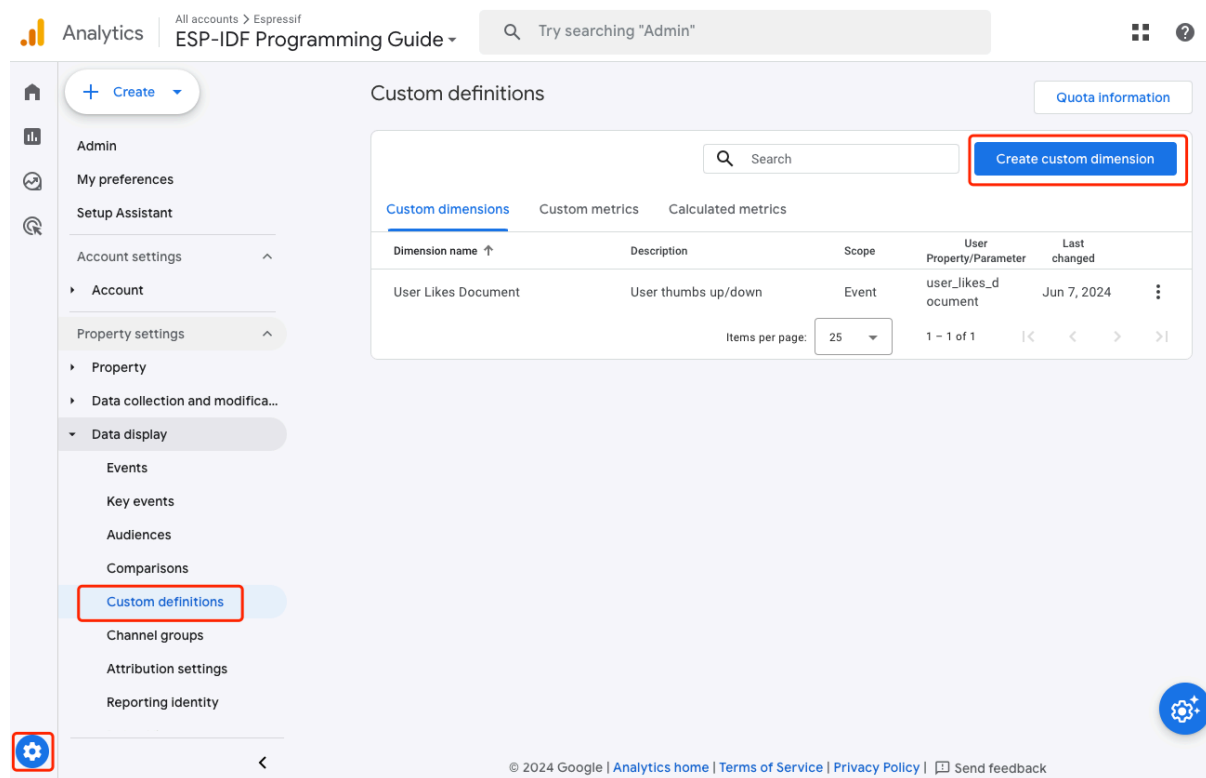 All accounts > Espressif
Analytics
ESP-IDF Programming Guide
Try searching "Admin"
Create
Admin
My preferences
Setup Assistant
Account settings
Account
Property settings
Property
Data collection and modifica...
Data display
Events
Key events
Audiences
Comparisons
Custom definitions
Channel groups
Attribution settings
Reporting identity
Custom definitions
Quota information
Search
Create custom dimension
Custom dimensions Custom metrics Calculated metrics
Dimension name Description Scope User Property/Parameter Last changed
User Likes Document User thumbs up/down Event user_likes_d
ocument Jun 7, 2024
Items per page: 25 1 – 1 of 1
© 2024 Google | Analytics home | Terms of Service | Privacy Policy | Send feedback